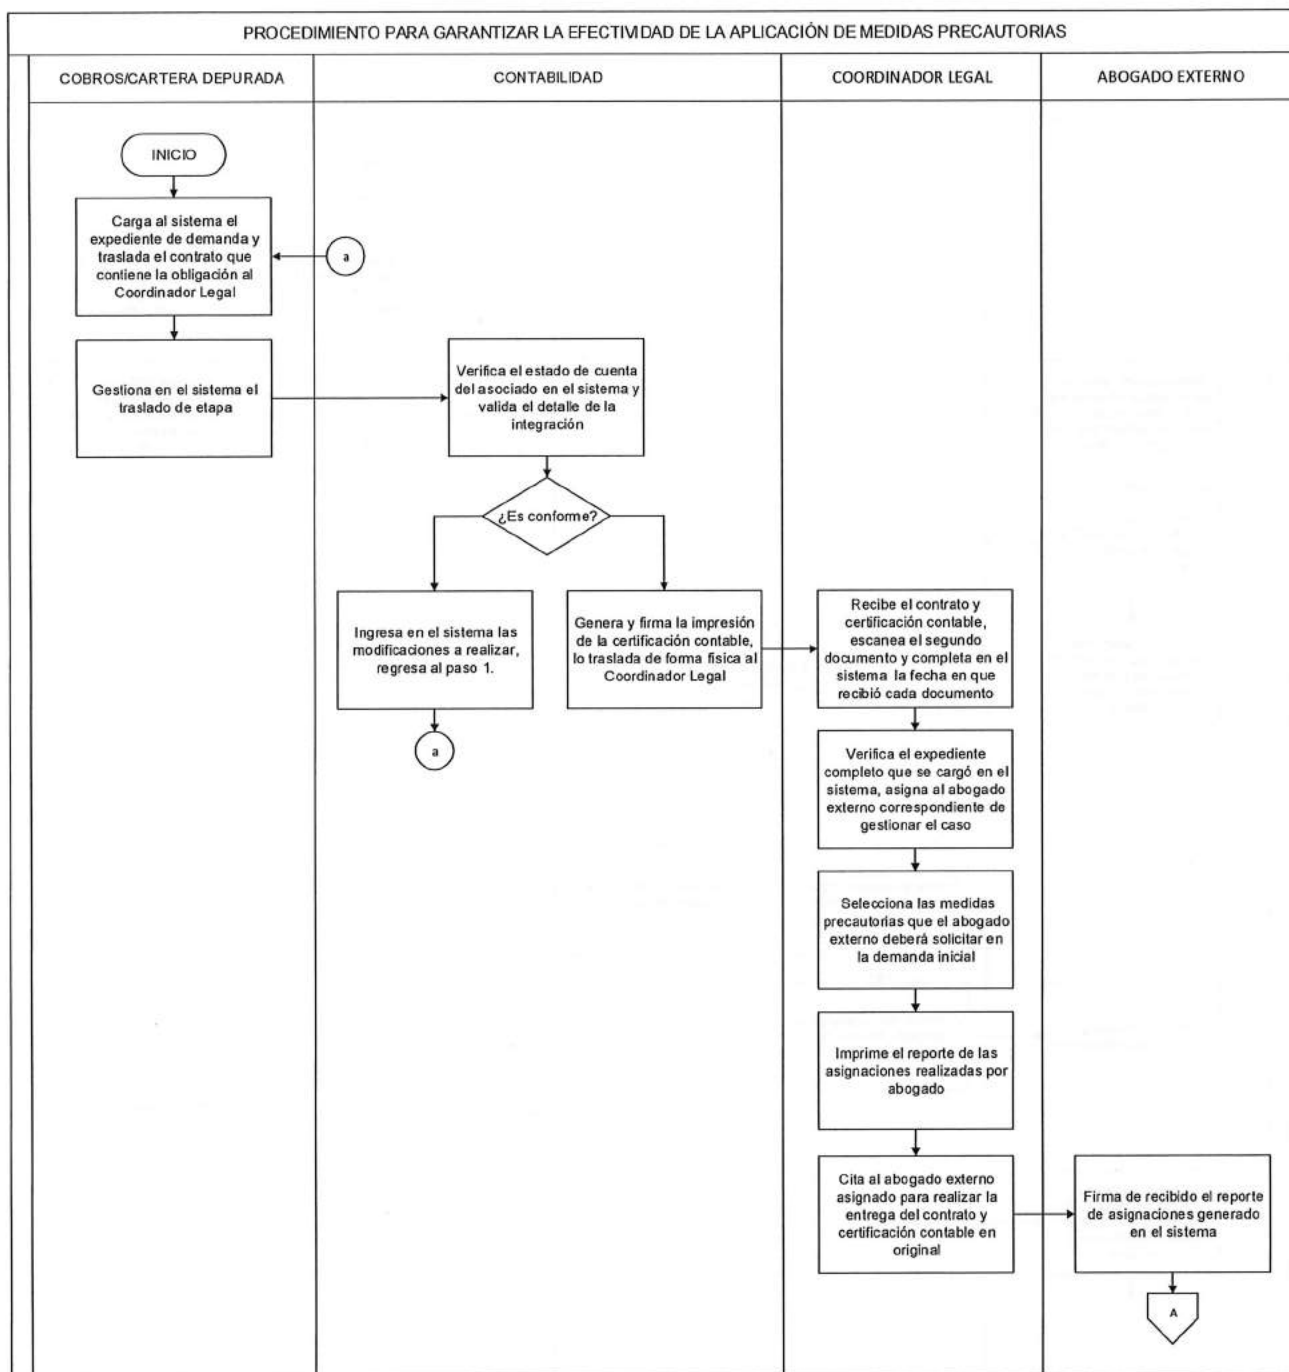 PROCEDIMIENTO PARA GARANTIZAR LA EFECTIVIDAD DE LA APLICACIÓN DE MEDIDAS PRECAUTORIAS
COBROS/CARTERA DEPURADA
CONTABILIDAD
COORDINADOR LEGAL
ABOGADO EXTERNO
INICIO
Carga al sistema el
expediente de demanda y
traslada el contrato que
contiene la obligación al
Coordinador Legal
a
Gestiona en el sistema el
traslado de etapa
Verifica el estado de cuenta
del asociado en el sistema y
valida el detalle de la
integración
¿Es conforme?
Ingresa en el sistema las
modificaciones a realizar,
regresa al paso 1.
a
Genera y firma la impresión
de la certificación contable,
lo traslada de forma física al
Coordinador Legal
Recibe el contrato y
certificación contable,
escanea el segundo
documento y completa en el
sistema la fecha en que
recibió cada documento
Verifica el expediente
completo que se cargó en el
sistema, asigna al abogado
externo correspondiente de
gestionar el caso
Selecciona las medidas
precautorias que el abogado
externo deberá solicitar en
la demanda inicial
Imprime el reporte de las
asignaciones realizadas por
abogado
Cita al abogado externo
asignado para realizar la
entrega del contrato y
certificación contable en
original
Firma de recibido el reporte
de asignaciones generado
en el sistema
A